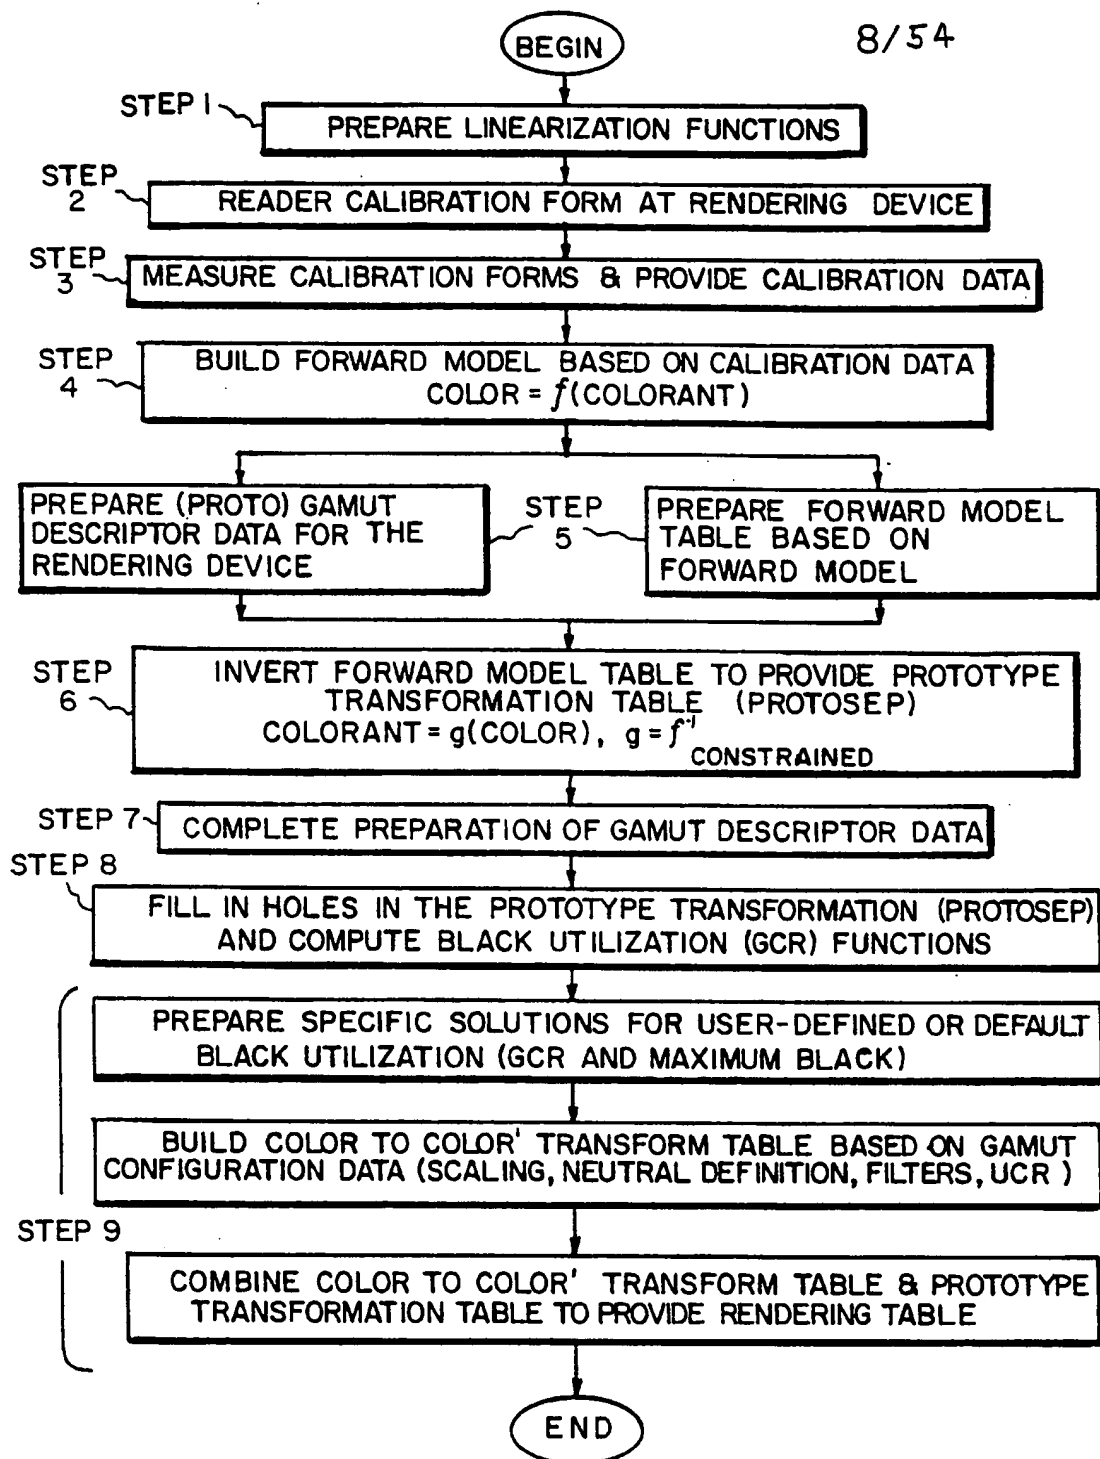 8/54
BEGIN
STEP 1
PREPARE LINEARIZATION FUNCTIONS
STEP
2
READER CALIBRATION FORM AT RENDERING DEVICE
STEP
3
MEASURE CALIBRATION FORMS & PROVIDE CALIBRATION DATA
STEP
4
BUILD FORWARD MODEL BASED ON CALIBRATION DATA
COLOR = f(COLORANT)
PREPARE (PROTO) GAMUT
DESCRIPTOR DATA FOR THE
RENDERING DEVICE
STEP
5
PREPARE FORWARD MODEL
TABLE BASED ON
FORWARD MODEL
STEP
6
INVERT FORWARD MODEL TABLE TO PROVIDE PROTOTYPE
TRANSFORMATION TABLE (PROTOSEP)
COLORANT = g(COLOR), g = f⁻¹
CONSTRAINED
STEP 7
COMPLETE PREPARATION OF GAMUT DESCRIPTOR DATA
STEP 8
FILL IN HOLES IN THE PROTOTYPE TRANSFORMATION (PROTOSEP)
AND COMPUTE BLACK UTILIZATION (GCR) FUNCTIONS
PREPARE SPECIFIC SOLUTIONS FOR USER-DEFINED OR DEFAULT
BLACK UTILIZATION (GCR AND MAXIMUM BLACK)
BUILD COLOR TO COLOR' TRANSFORM TABLE BASED ON GAMUT
CONFIGURATION DATA (SCALING, NEUTRAL DEFINITION, FILTERS, UCR)
STEP 9
COMBINE COLOR TO COLOR' TRANSFORM TABLE & PROTOTYPE
TRANSFORMATION TABLE TO PROVIDE RENDERING TABLE
END